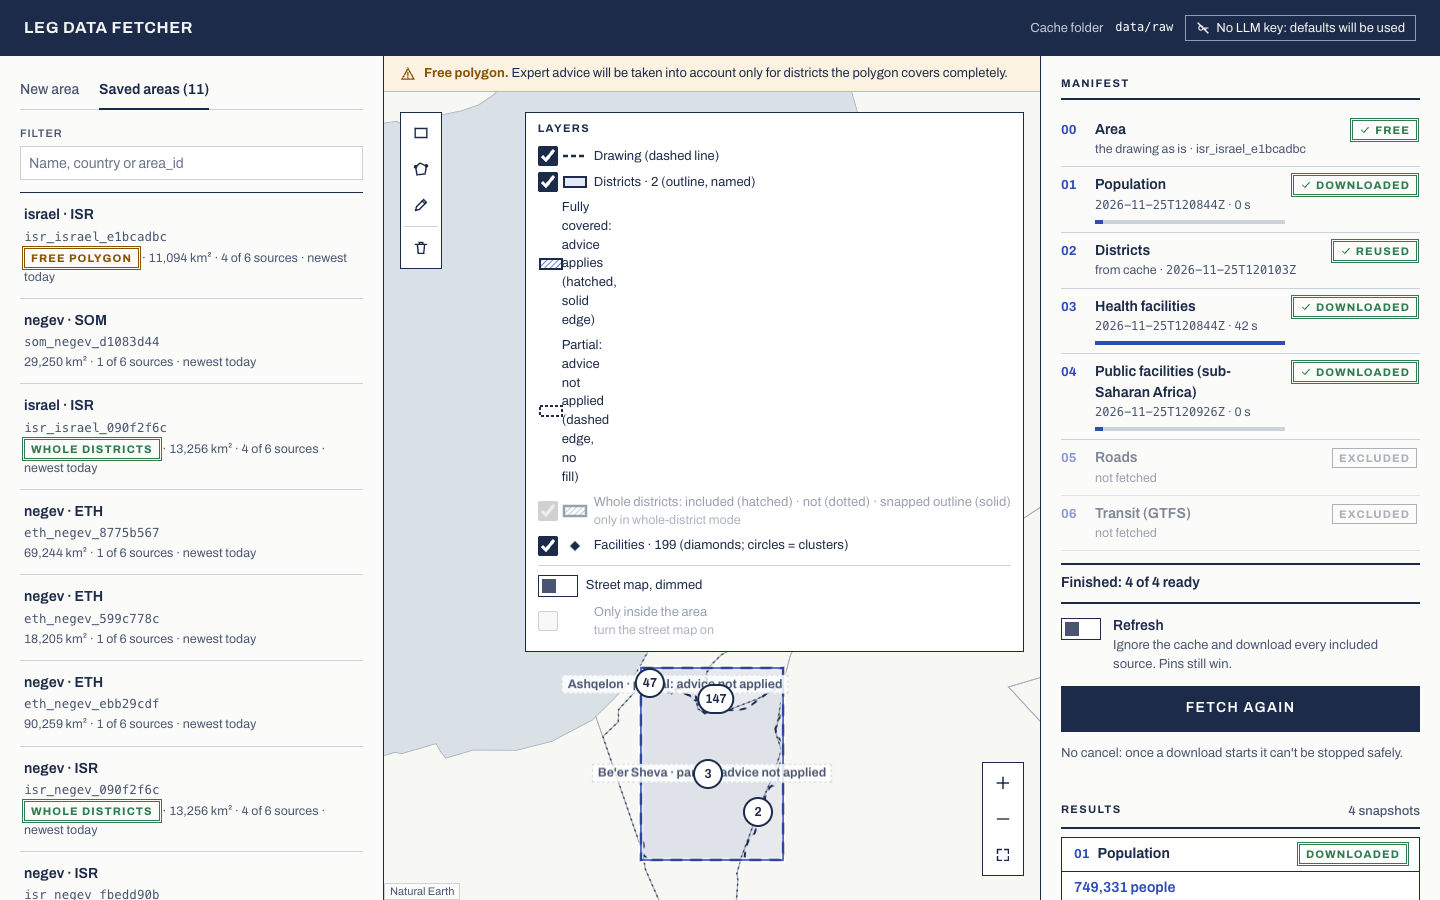 LEG DATA FETCHER
Cache folder data/raw
No LLM key: defaults will be used
New area
Saved areas (11)
FILTER
Name, country or area_id
israel · ISR
isr_israel_e1bcadbc
FREE POLYGON · 11,094 km² · 4 of 6 sources · newest
today
negev · SOM
som_negev_d1083d44
29,250 km² · 1 of 6 sources · newest today
israel · ISR
isr_israel_090f2f6c
WHOLE DISTRICTS · 13,256 km² · 4 of 6 sources ·
newest today
negev · ETH
eth_negev_8775b567
69,244 km² · 1 of 6 sources · newest today
negev · ETH
eth_negev_599c778c
18,205 km² · 1 of 6 sources · newest today
negev · ETH
eth_negev_ebb29cdf
90,259 km² · 1 of 6 sources · newest today
negev · ISR
isr_negev_090f2f6c
WHOLE DISTRICTS · 13,256 km² · 4 of 6 sources ·
newest today
negev · ISR
isr_negev_fbedd90b
Free polygon. Expert advice will be taken into account only for districts the polygon covers completely.
LAYERS
Drawing (dashed line)
Districts · 2 (outline, named)
Fully
covered:
advice
applies
(hatched,
solid
edge)
Partial:
advice
not
applied
(dashed
edge,
no
fill)
Whole districts: included (hatched) · not (dotted) · snapped outline (solid)
only in whole-district mode
Facilities · 199 (diamonds; circles = clusters)
Street map, dimmed
Only inside the area
turn the street map on
Ashqelon · al: advice not applied
47
147
Be'er Sheva · pa advice not applied
3
2
Natural Earth
MANIFEST
00 Area
FREE
the drawing as is · isr_israel_e1bcadbc
01 Population
DOWNLOADED
2026-11-25T120844Z · 0 s
02 Districts
REUSED
from cache · 2026-11-25T120103Z
03 Health facilities
DOWNLOADED
2026-11-25T120844Z · 42 s
04 Public facilities (sub-
Saharan Africa)
DOWNLOADED
2026-11-25T120926Z · 0 s
05 Roads
EXCLUDED
not fetched
06 Transit (GTFS)
EXCLUDED
not fetched
Finished: 4 of 4 ready
Refresh
Ignore the cache and download every included
source. Pins still win.
FETCH AGAIN
No cancel: once a download starts it can't be stopped safely.
RESULTS
4 snapshots
01 Population
DOWNLOADED
749,331 people